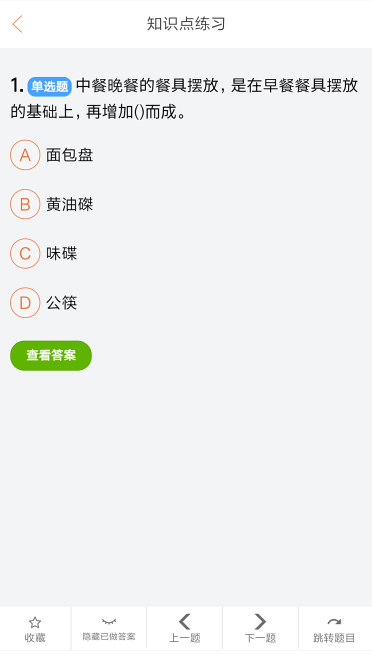 知识点练习
1. 单选题 中餐晚餐的餐具摆放, 是在早餐餐具摆放
的基础上, 再增加()而成。
A 面包盘
B 黄油磔
C 味碟
D 公筷
查看答案
收藏 隐藏已做答案 上一题 下一题 跳转题目